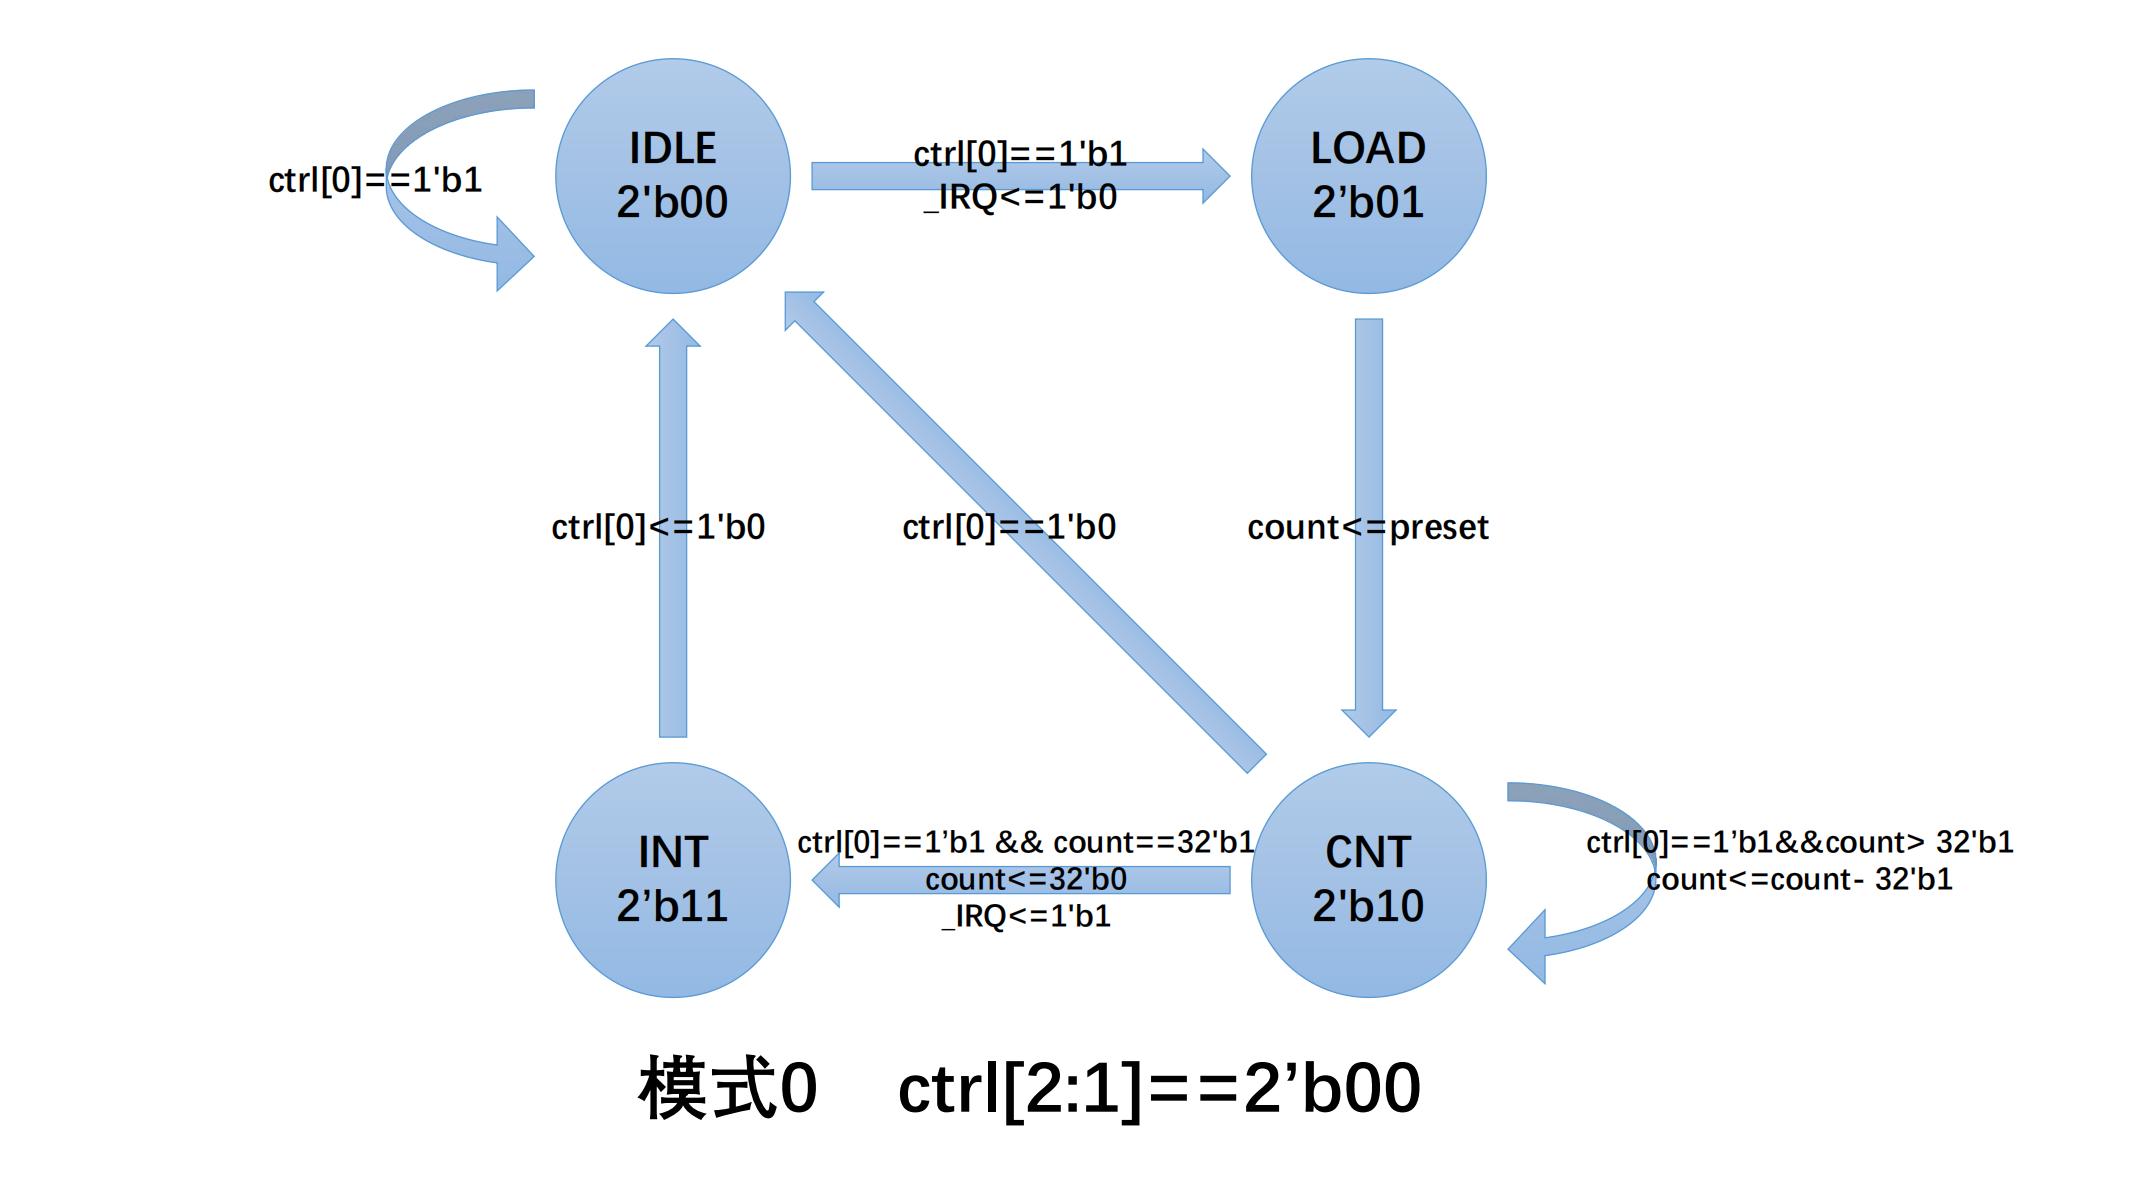 IDLE
2'b00
LOAD
2’b01
ctrl[0]==1'b1
ctrl[0]==1'b1
_IRQ<=1'b0
ctrl[0]<=1'b0
ctrl[0]==1'b0
count<=preset
INT
2’b11
ctrl[0]==1’b1 && count==32'b1
count<=32'b0
_IRQ<=1'b1
CNT
2'b10
ctrl[0]==1’b1&&count> 32'b1
count<=count- 32'b1
模式0 ctrl[2:1]==2’b00